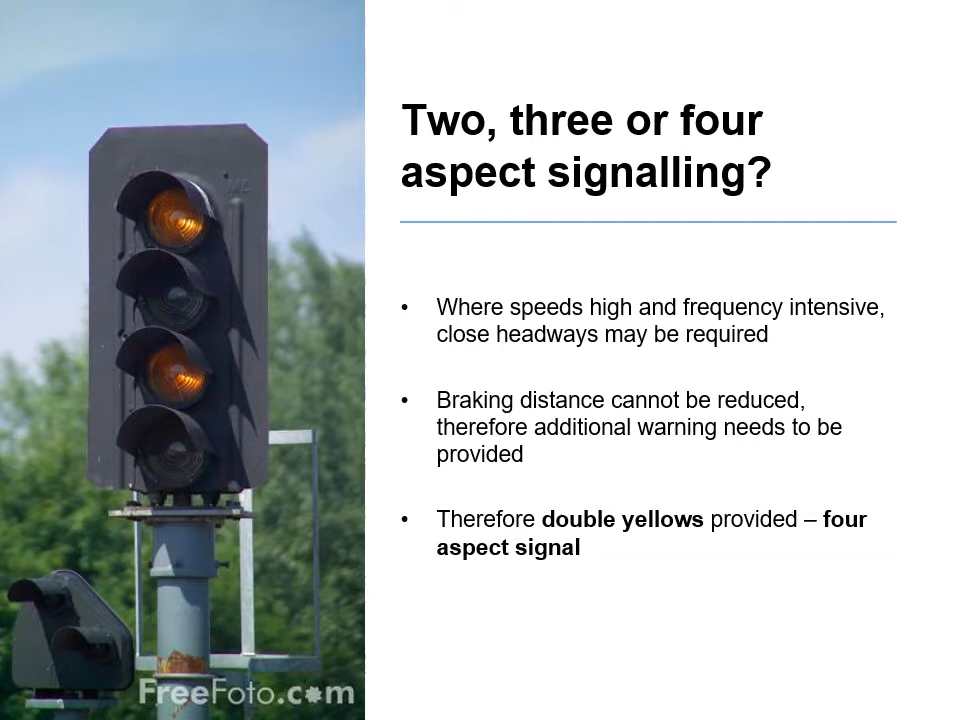 Two, three or four
aspect signalling?
• Where speeds high and frequency intensive,
close headways may be required
• Braking distance cannot be reduced,
therefore additional warning needs to be
provided
• Therefore double yellows provided – four
aspect signal
FreeFoto.com